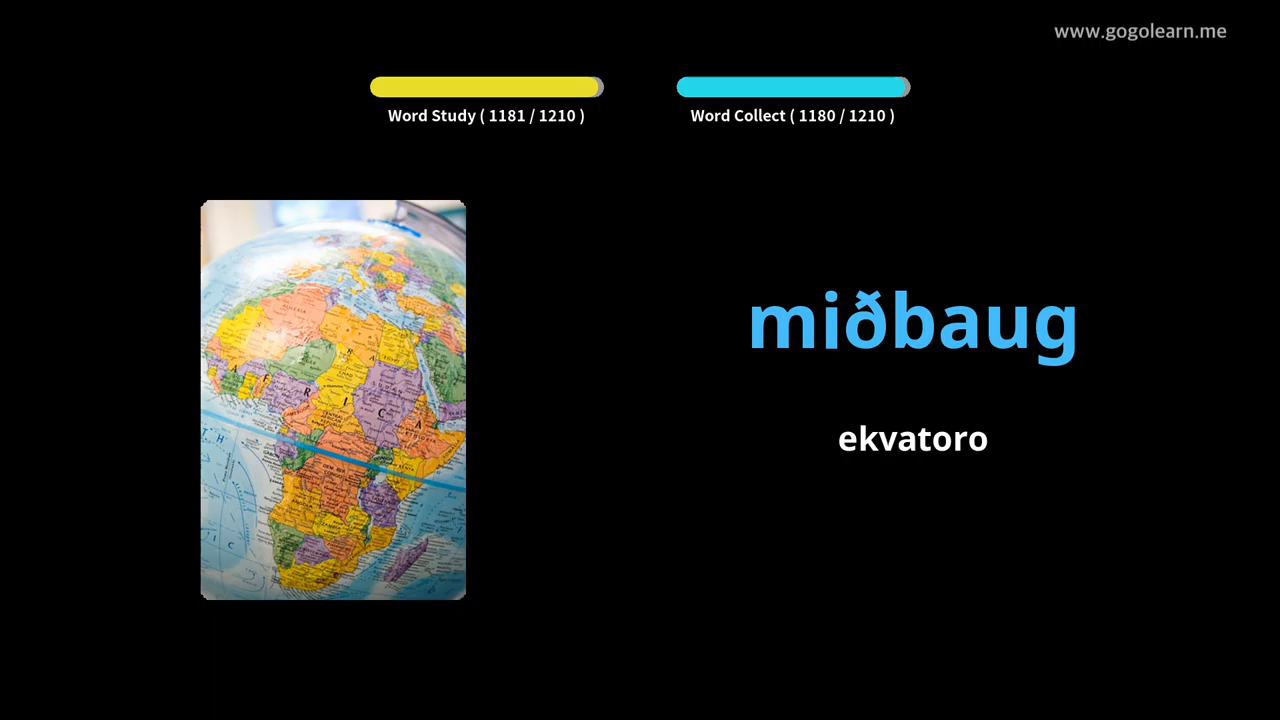 www.gogolearn.me
Word Study ( 1181 / 1210 )
Word Collect ( 1180 / 1210 )
miðbaug
ekvatoro
A F R I C A